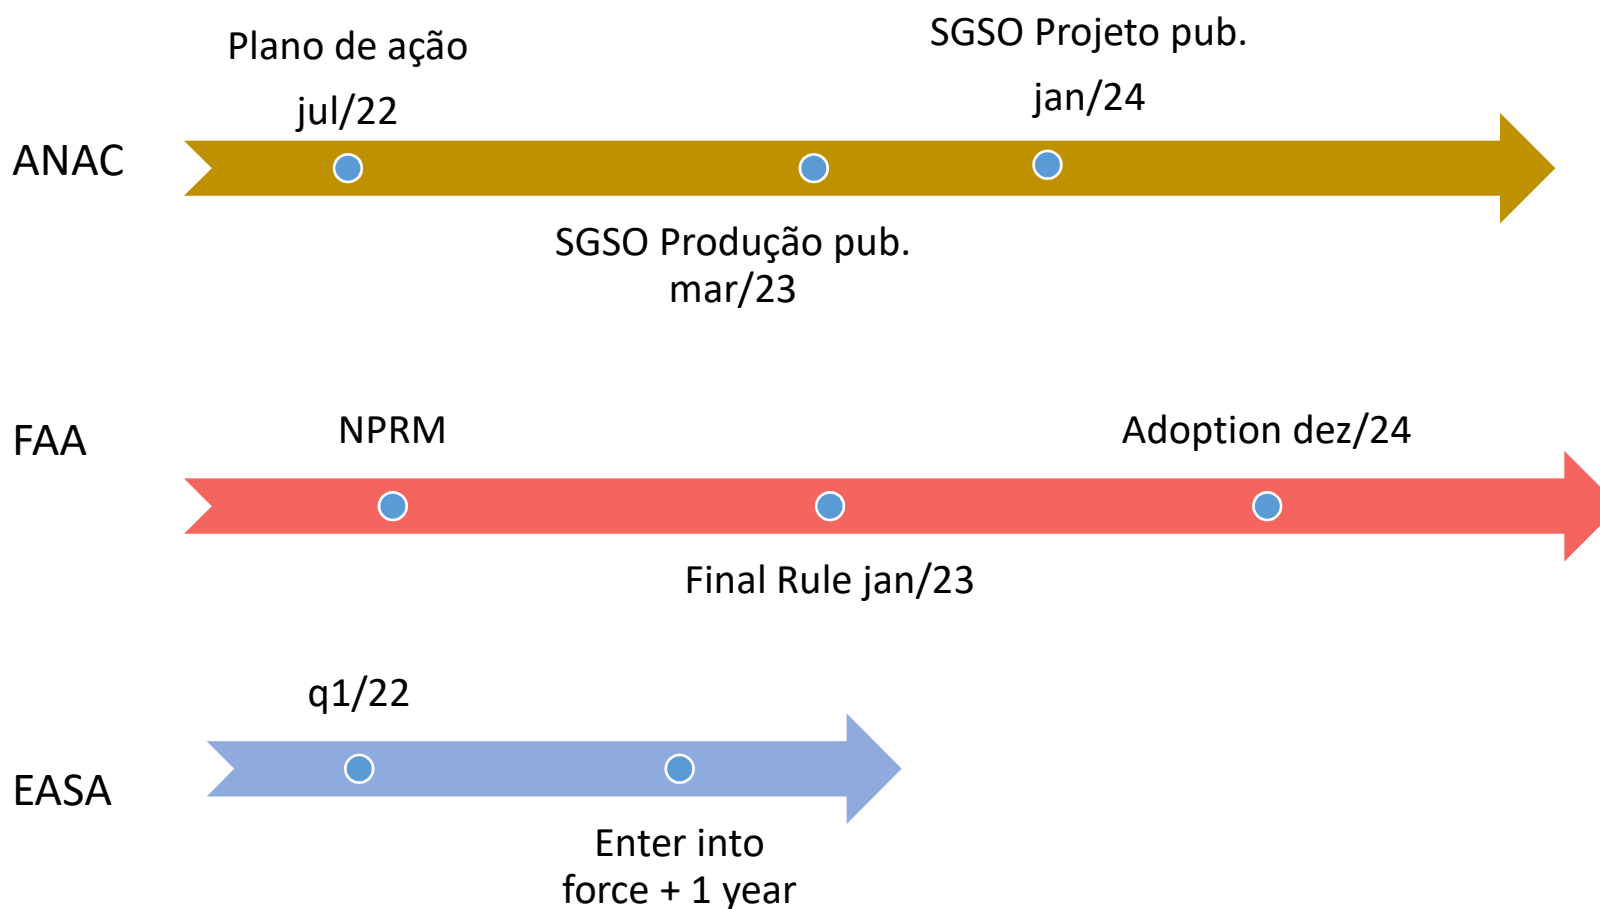 Plano de ação
jul/22
SGSO Projeto pub.
jan/24
ANAC
SGSO Produção pub.
mar/23
FAA
NPRM
Adoption dez/24
Final Rule jan/23
q1/22
EASA
Enter into
force + 1 year